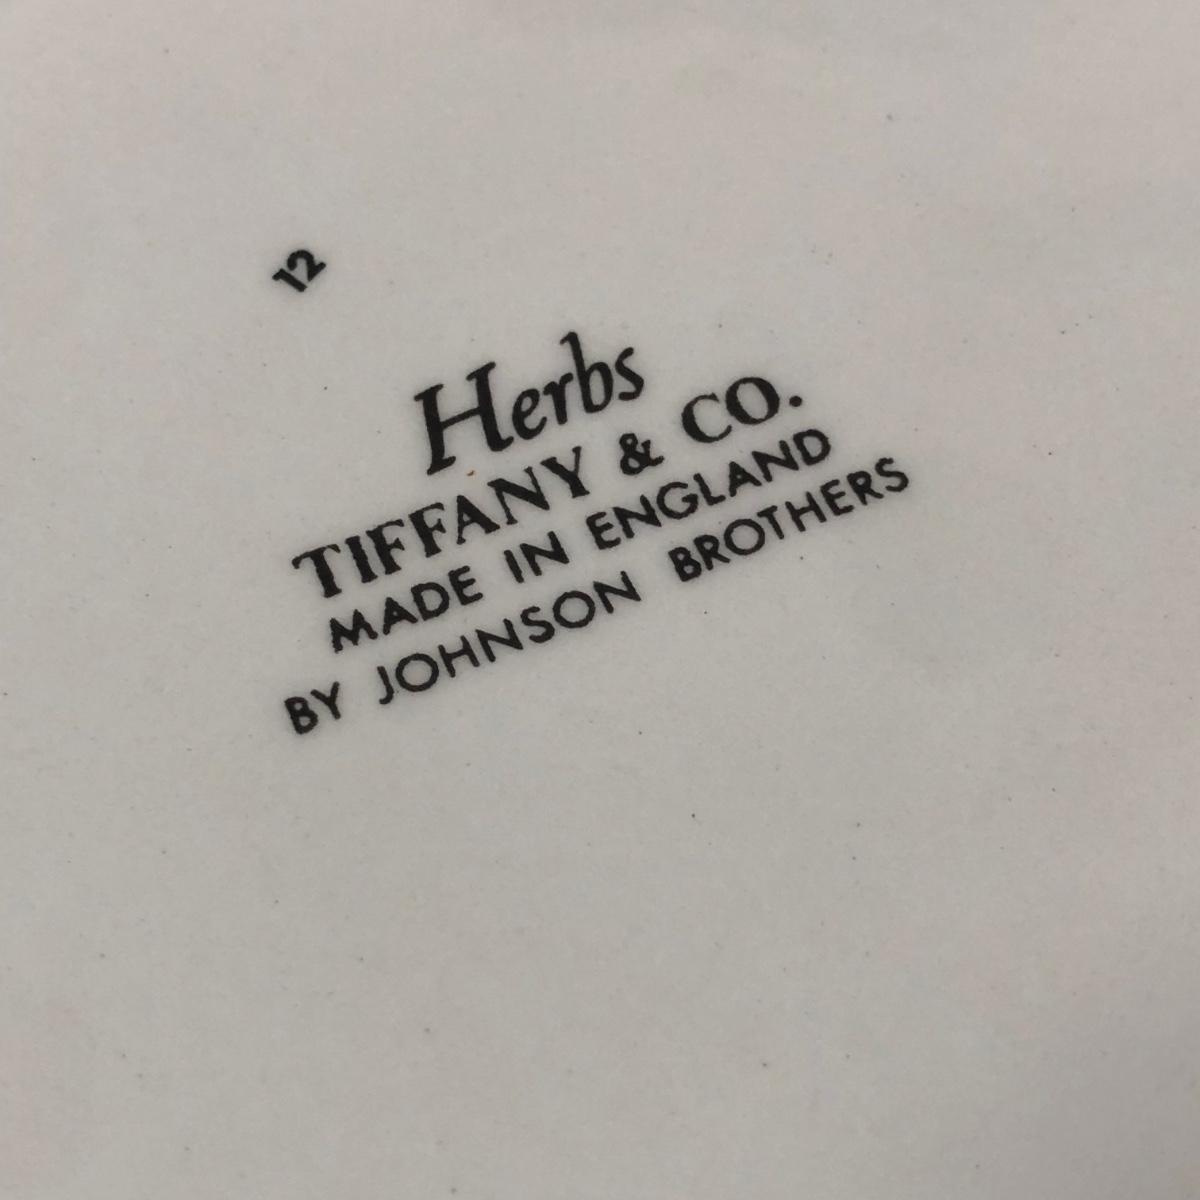 12
Herbs
TIFFANY & CO.
MADE IN ENGLAND
BY JOHNSON BROTHERS